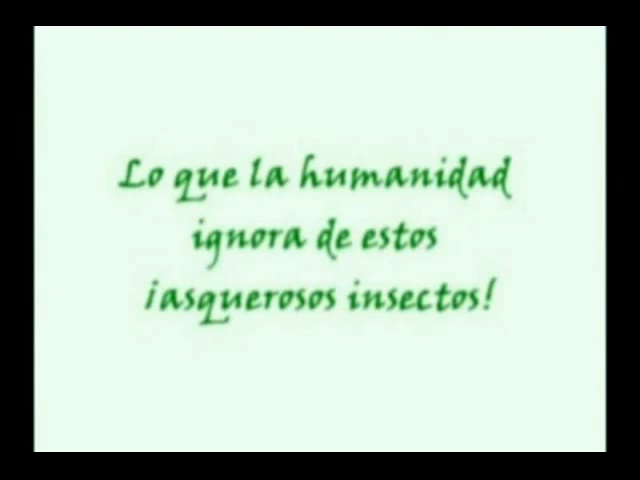 Lo que la humanidad
ignora de estos
¡asquerosos insectos!